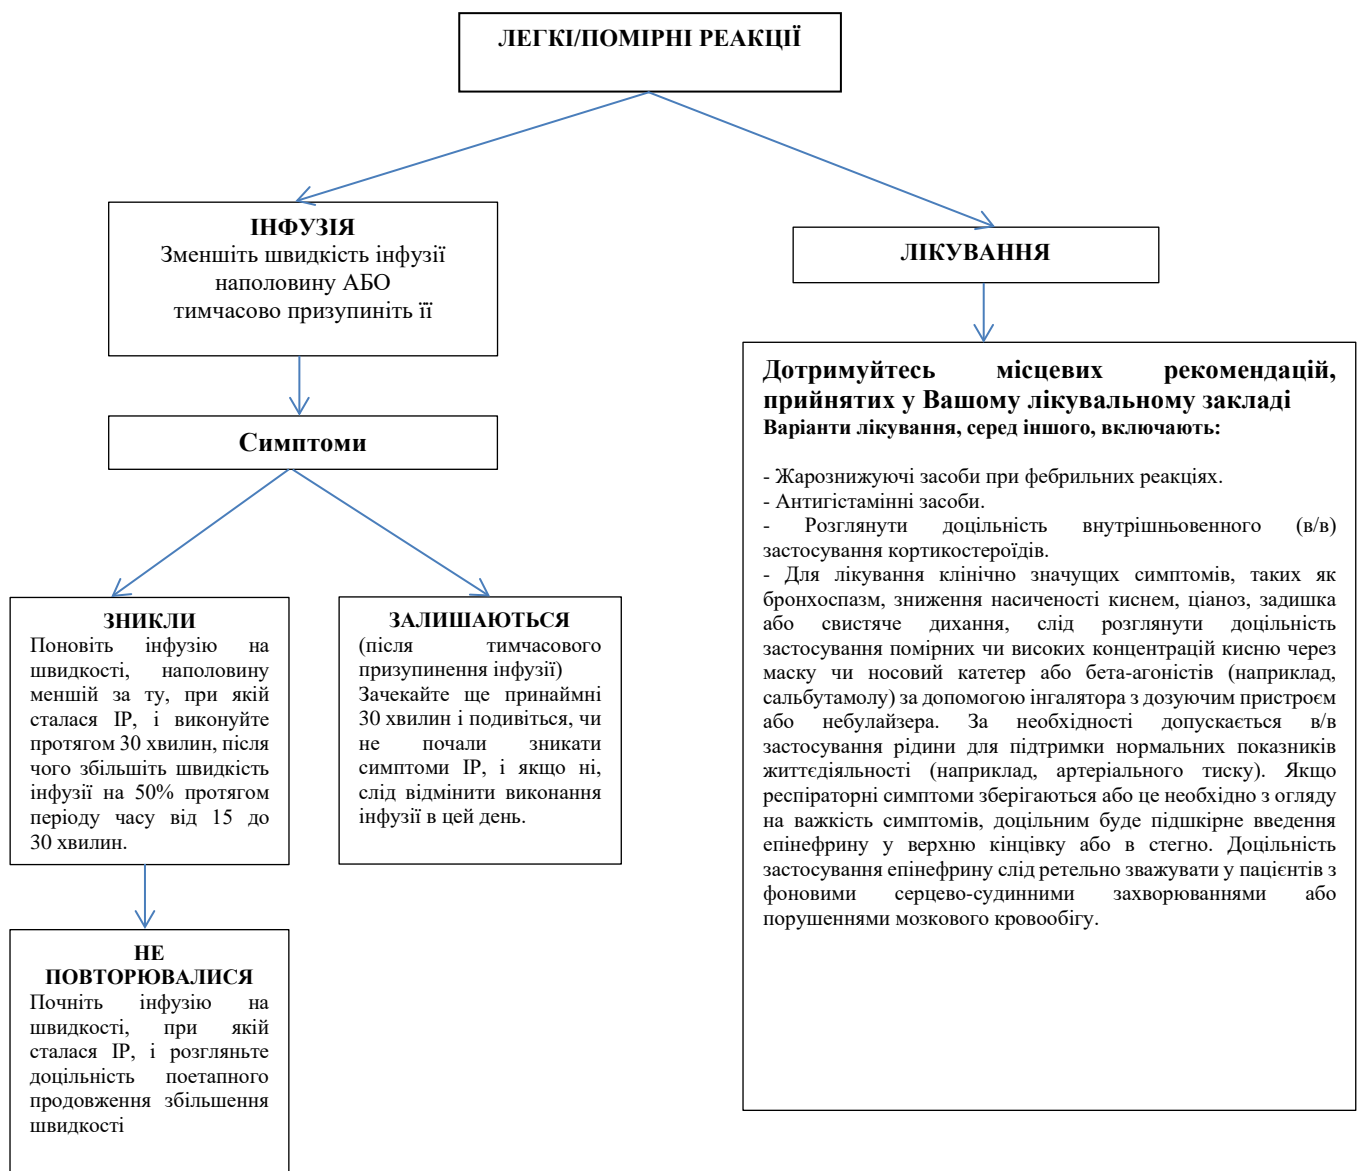 ЛЕГКІ/ПОМІРНІ РЕАКЦІЇ
ІНФУЗІЯ
Зменшіть швидкість інфузії
наполовину АБО
тимчасово призупиніть її
ЛІКУВАННЯ
Симптоми
Дотримуйтесь місцевих рекомендацій,
прийнятих у Вашому лікувальному закладі
Варіанти лікування, серед іншого, включають:
- Жарознижуючі засоби при фебрильних реакціях.
- Антигістамінні засоби.
- Розглянути доцільність внутрішньовенного (в/в)
застосування кортикостероїдів.
- Для лікування клінічно значущих симптомів, таких як
бронхоспазм, зниження насиченості киснем, ціаноз, задишка
або свистяче дихання, слід розглянути доцільність
застосування помірних чи високих концентрацій кисню через
маску чи носовий катетер або бета-агоністів (наприклад,
сальбутамолу) за допомогою інгалятора з дозуючим пристроєм
або небулайзера. За необхідності допускається в/в
застосування рідини для підтримки нормальних показників
життєдіяльності (наприклад, артеріального тиску). Якщо
респіраторні симптоми зберігаються або це необхідно з огляду
на важкість симптомів, доцільним буде підшкірне введення
епінефрину у верхню кінцівку або в стегно. Доцільність
застосування епінефрину слід ретельно зважувати у пацієнтів з
фоновими серцево-судинними захворюваннями або
порушеннями мозкового кровообігу.
ЗНИКЛИ
Поновіть інфузію на
швидкості, наполовину
меншій за ту, при якій
сталася ІР, і виконуйте
протягом 30 хвилин, після
чого збільшіть швидкість
інфузії на 50% протягом
періоду часу від 15 до
30 хвилин.
ЗАЛИШАЮТЬСЯ
(після тимчасового
призупинення інфузії)
Зачекайте ще принаймні
30 хвилин і подивіться, чи
не почали зникати
симптоми ІР, і якщо ні,
слід відмінити виконання
інфузії в цей день.
НЕ
ПОВТОРЮВАЛИСЯ
Почніть інфузію на
швидкості, при якій
сталася ІР, і розгляньте
доцільність поетапного
продовження збільшення
швидкості